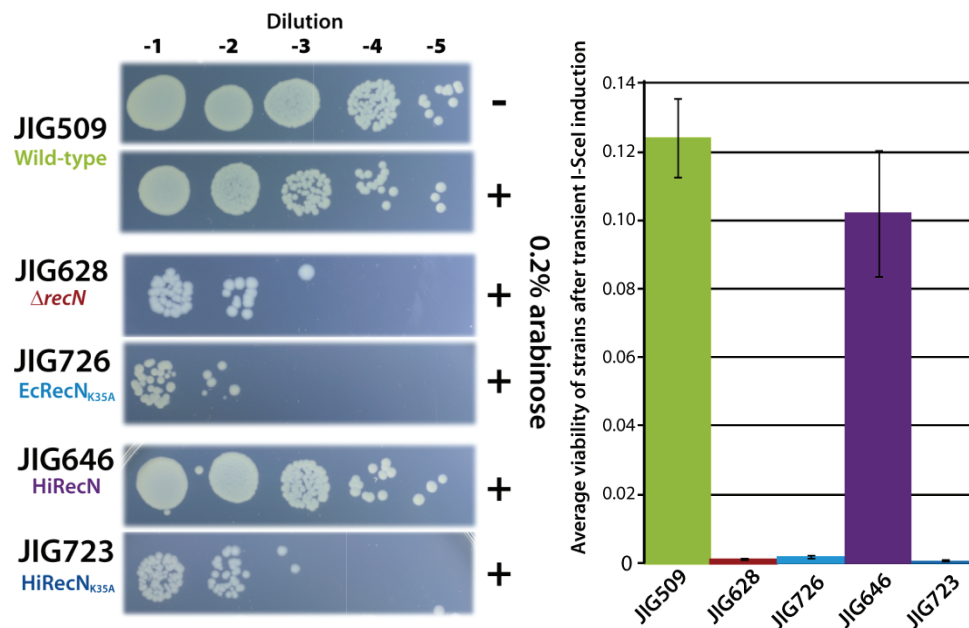 Dilution
-1 -2 -3 -4 -5
JIG509
Wild-type
-
+
JIG628
ΔrecN
+
JIG726
EcRecNK35A
+
JIG646
HiRecN
+
JIG723
HiRecNK35A
+
0.2% arabinose
Average viability of strains after transient I-SceI induction
0.14
0.12
0.10
0.08
0.06
0.04
0.02
0
JIG509 JIG628 JIG726 JIG646 JIG723